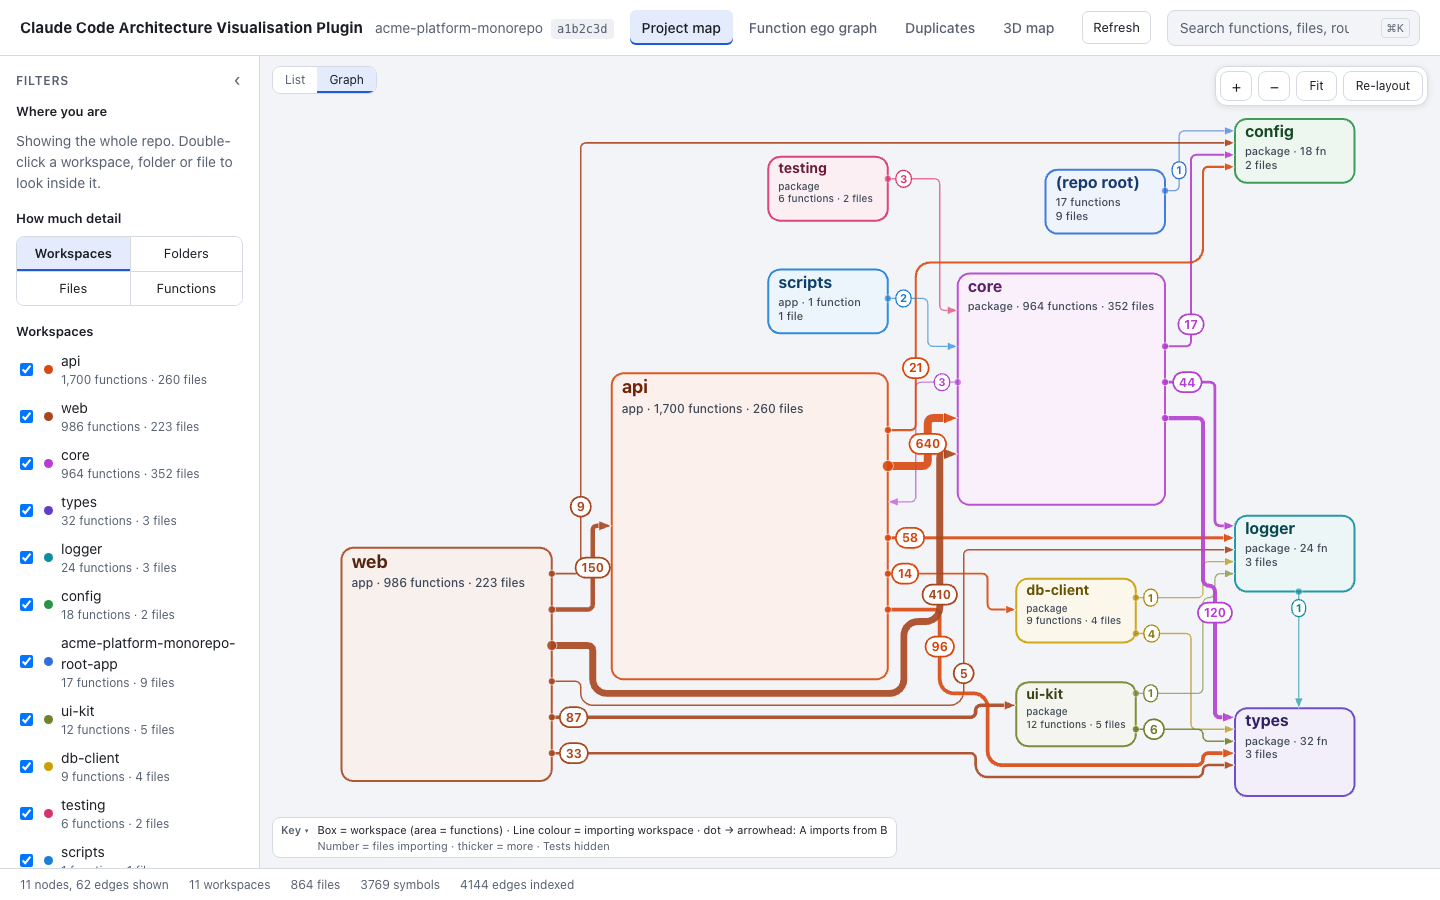 Claude Code Architecture Visualisation Plugin
acme-platform-monorepo
a1b2c3d
Project map
Function ego graph
Duplicates
3D map
Refresh
Search functions, files, rou
⌘K
FILTERS
Where you are
Showing the whole repo. Double-
click a workspace, folder or file to
look inside it.
How much detail
Workspaces
Folders
Files
Functions
Workspaces
api
1,700 functions · 260 files
web
986 functions · 223 files
core
964 functions · 352 files
types
32 functions · 3 files
logger
24 functions · 3 files
config
18 functions · 2 files
acme-platform-monorepo-
root-app
17 functions · 9 files
ui-kit
12 functions · 5 files
db-client
9 functions · 4 files
testing
6 functions · 2 files
scripts
List
Graph
+
−
Fit
Re-layout
config
package · 18 fn
2 files
testing
package
6 functions · 2 files
3
(repo root)
17 functions
9 files
1
scripts
app · 1 function
1 file
2
core
package · 964 functions · 352 files
17
21
3
44
api
app · 1,700 functions · 260 files
640
9
58
14
150
410
96
web
app · 986 functions · 223 files
logger
package · 24 fn
3 files
1
db-client
package
9 functions · 4 files
1
4
120
5
ui-kit
package
12 functions · 5 files
1
6
87
33
types
package · 32 fn
3 files
Key ▾ Box = workspace (area = functions) · Line colour = importing workspace · dot → arrowhead: A imports from B
Number = files importing · thicker = more · Tests hidden
11 nodes, 62 edges shown
11 workspaces
864 files
3769 symbols
4144 edges indexed